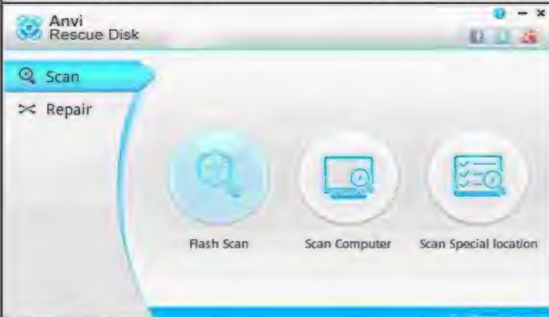 Anvi
Rescue Disk
Scan
Repair
Flash Scan
Scan Computer
Scan Special location